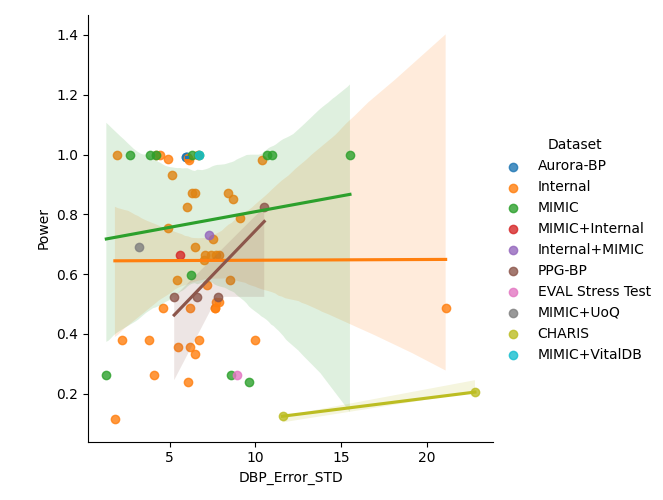 1.4
1.2
1.0
0.8
0.6
0.4
0.2
Power
5
10
15
20
DBP_Error_STD
Dataset
Aurora-BP
Internal
MIMIC
MIMIC+Internal
Internal+MIMIC
PPG-BP
EVAL Stress Test
MIMIC+UoQ
CHARIS
MIMIC+VitalDB